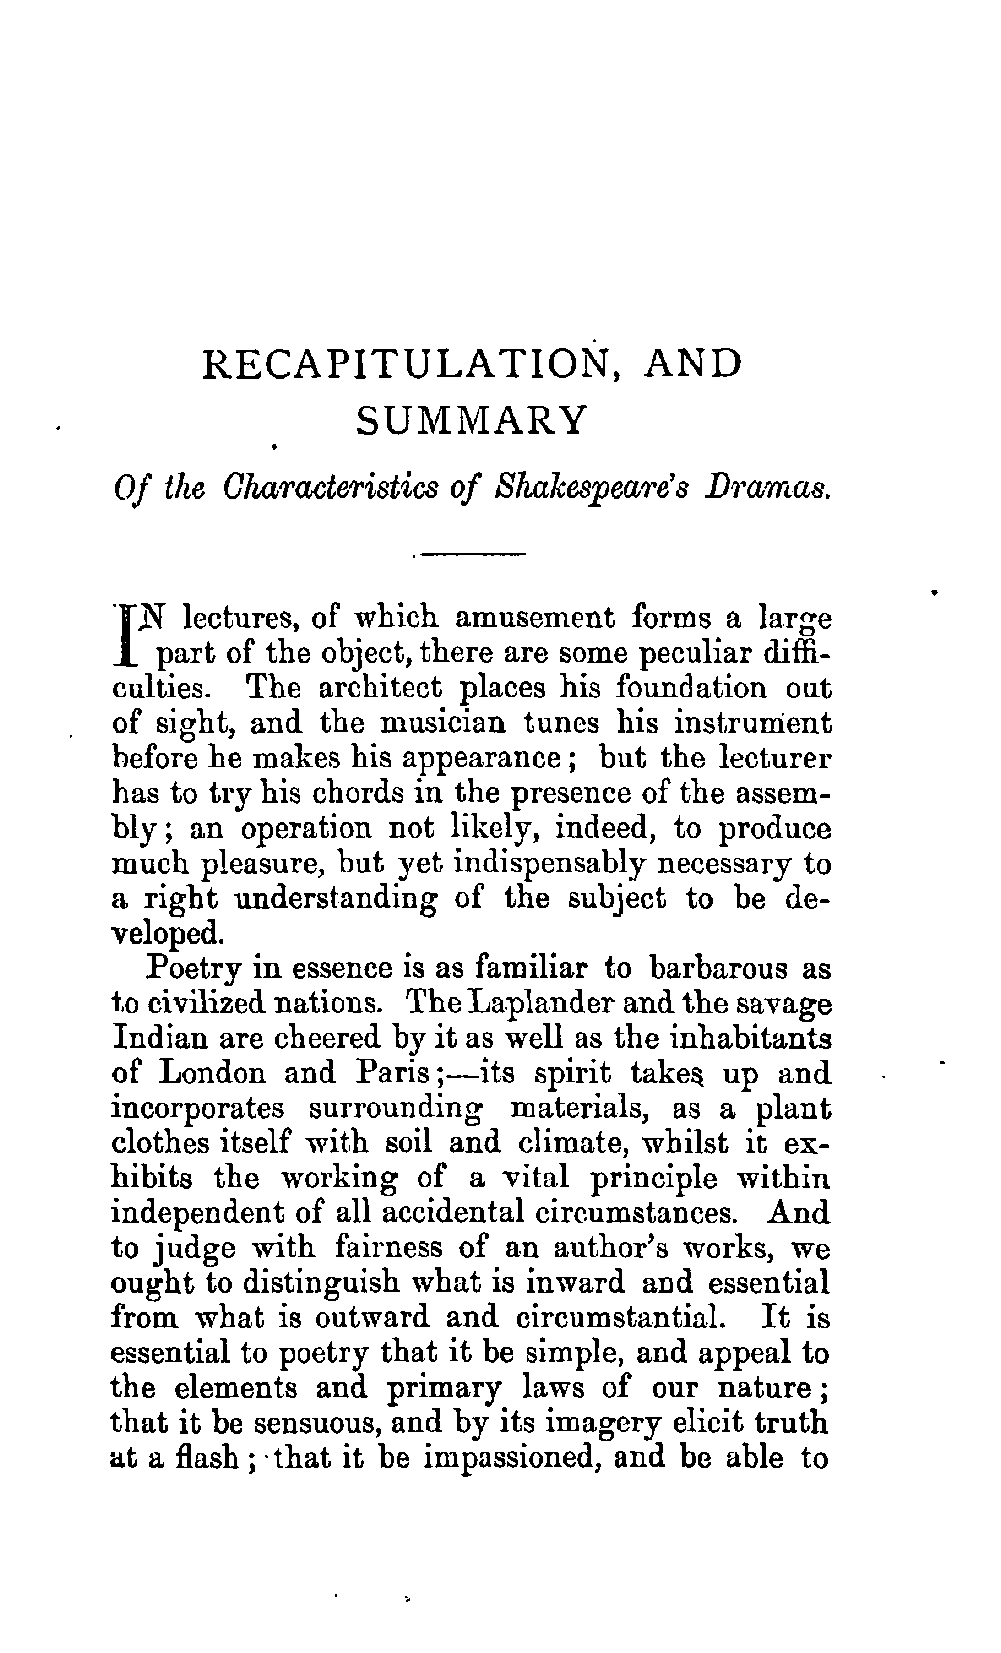 RECAPITULATION, AND
SUMMARY
Of the Characteristics of Shakespeare's Dramas.
IN lectures, of which amusement forms a large
part of the object, there are some peculiar diffi-
culties. The architect places his foundation out
of sight, and the musician tunes his instrument
before he makes his appearance; but the lecturer
has to try his chords in the presence of the assem-
bly; an operation not likely, indeed, to produce
much pleasure, but yet indispensably necessary to
a right understanding of the subject to be de-
veloped.
Poetry in essence is as familiar to barbarous as
to civilized nations. The Laplander and the savage
Indian are cheered by it as well as the inhabitants
of London and Paris;—its spirit takes up and
incorporates surrounding materials, as a plant
clothes itself with soil and climate, whilst it ex-
hibits the working of a vital principle within
independent of all accidental circumstances. And
to judge with fairness of an author's works, we
ought to distinguish what is inward and essential
from what is outward and circumstantial. It is
essential to poetry that it be simple, and appeal to
the elements and primary laws of our nature;
that it be sensuous, and by its imagery elicit truth
at a flash; that it be impassioned, and be able to